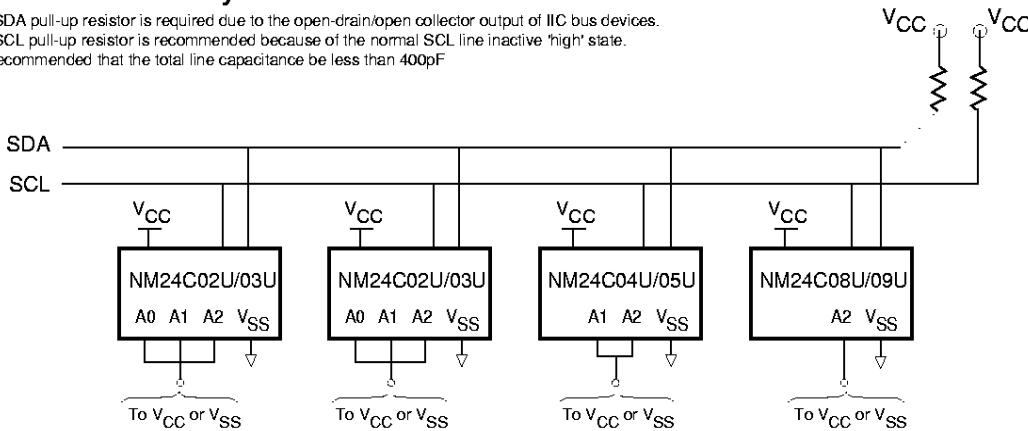 SDA pull-up resistor is required due to the open-drain/open collector output of IIC bus devices.
SCL pull-up resistor is recommended because of the normal SCL line inactive 'high' state.
ecommended that the total line capacitance be less than 400pF
VCC VCC
SDA
SCL
VCC VCC VCC VCC
NM24C02U/03U NM24C02U/03U NM24C04U/05U NM24C08U/09U
A0 A1 A2 VSS A0 A1 A2 VSS A1 A2 VSS A2 VSS
To VCC or VSS To VCC or VSS To VCC or VSS To VCC or VSS